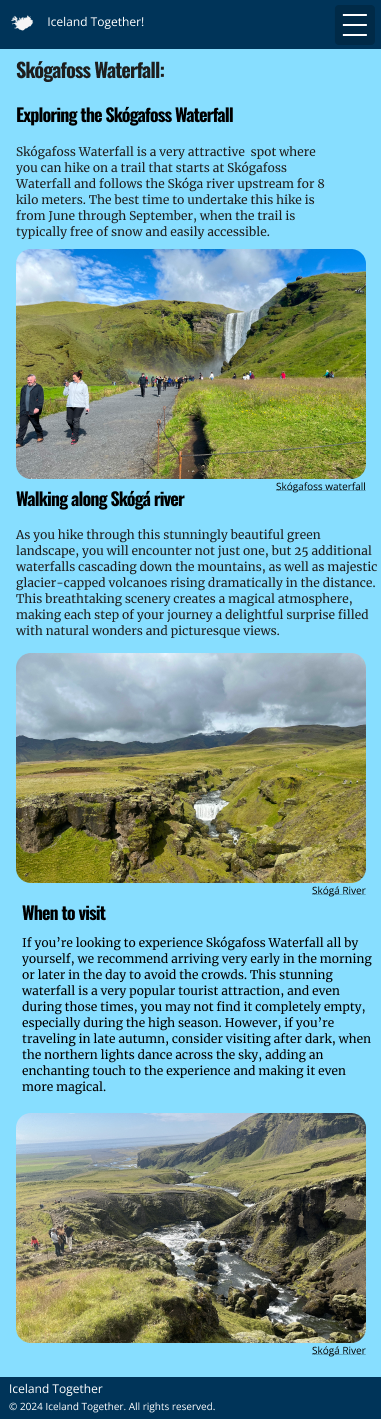 Iceland Together!
Skógafoss Waterfall:
Exploring the Skógafoss Waterfall
Skógafoss Waterfall is a very attractive  spot where
you can hike on a trail that starts at Skógafoss
Waterfall and follows the Skóga river upstream for 8
kilo meters. The best time to undertake this hike is
from June through September, when the trail is
typically free of snow and easily accessible.
Skógafoss waterfall
Walking along Skógá river
As you hike through this stunningly beautiful green
landscape, you will encounter not just one, but 25 additional
waterfalls cascading down the mountains, as well as majestic
glacier-capped volcanoes rising dramatically in the distance.
This breathtaking scenery creates a magical atmosphere,
making each step of your journey a delightful surprise filled
with natural wonders and picturesque views.
Skógá River
When to visit
If you’re looking to experience Skógafoss Waterfall all by
yourself, we recommend arriving very early in the morning
or later in the day to avoid the crowds. This stunning
waterfall is a very popular tourist attraction, and even
during those times, you may not find it completely empty,
especially during the high season. However, if you’re
traveling in late autumn, consider visiting after dark, when
the northern lights dance across the sky, adding an
enchanting touch to the experience and making it even
more magical.
Skógá River
Iceland Together
© 2024 Iceland Together. All rights reserved.